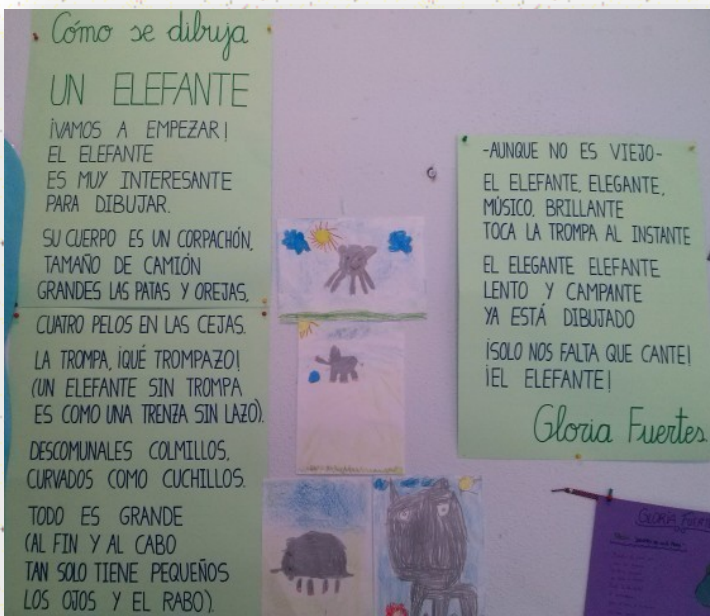 Cómo se dibuja
UN ELEFANTE
¡VAMOS A EMPEZAR!
EL ELEFANTE
ES MUY INTERESANTE
PARA DIBUJAR.
SU CUERPO ES UN CORPACHÓN,
TAMAÑO DE CAMIÓN
GRANDES LAS PATAS Y OREJAS,
CUATRO PELOS EN LAS CEJAS.
LA TROMPA, ¡QUÉ TROMPAZO!
(UN ELEFANTE SIN TROMPA
ES COMO UNA TRENZA SIN LAZO).
DESCOMUNALES COLMILLOS,
CURVADOS COMO CUCHILLOS.
TODO ES GRANDE
(AL FIN Y AL CABO
TAN SOLO TIENE PEQUEÑOS
LOS OJOS Y EL RABO).
-AUNQUE NO ES VIEJO-
EL ELEFANTE, ELEGANTE,
MÚSICO, BRILLANTE
TOCA LA TROMPA AL INSTANTE
EL ELEGANTE ELEFANTE
LENTO Y CAMPANTE
YA ESTÁ DIBUJADO
¡SOLO NOS FALTA QUE CANTE!
¡EL ELEFANTE!
Gloria Fuertes
GLORIA